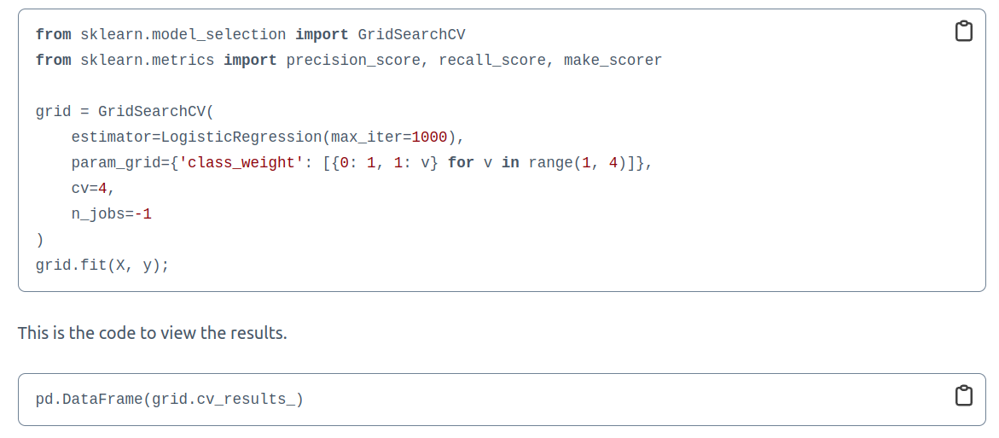 from sklearn.model_selection import GridSearchCV
from sklearn.metrics import precision_score, recall_score, make_scorer
grid = GridSearchCV(
    estimator=LogisticRegression(max_iter=1000),
    param_grid={'class_weight': [{0: 1, 1: v} for v in range(1, 4)]},
    cv=4,
    n_jobs=-1
)
grid.fit(X, y);
This is the code to view the results.
pd.DataFrame(grid.cv_results_)